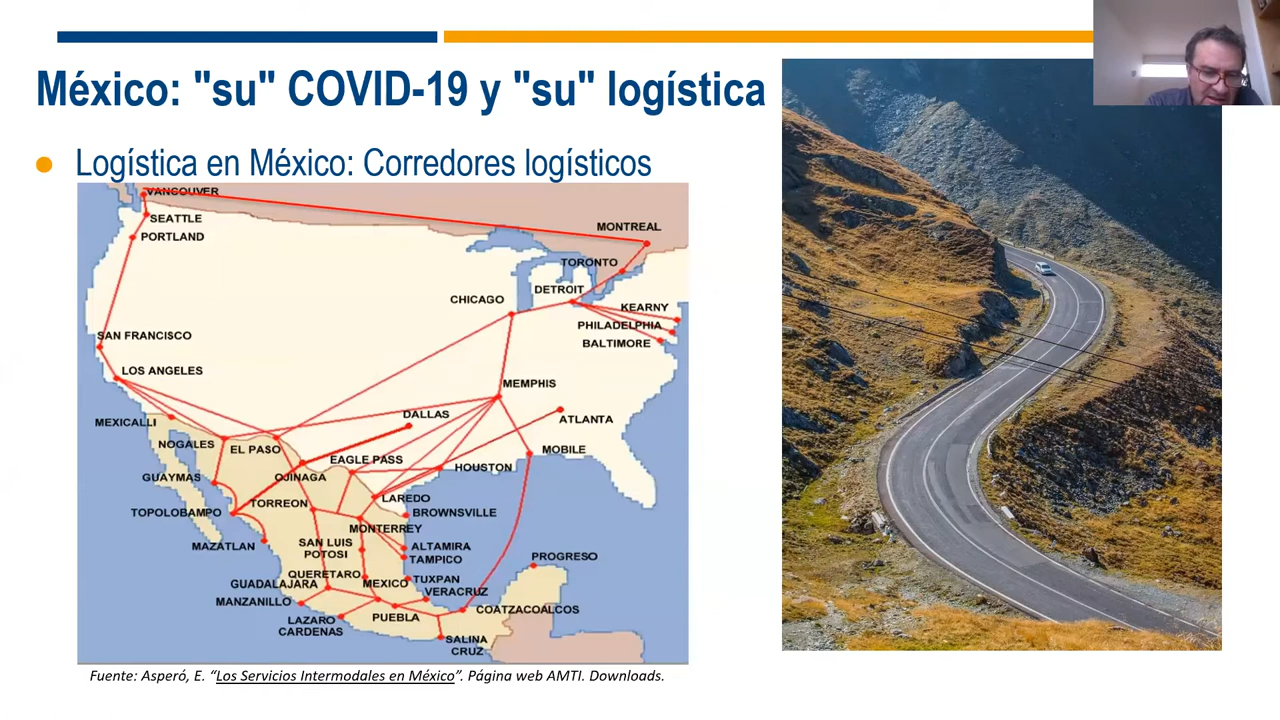 México: "su" COVID-19 y "su" logística
Logística en México: Corredores logísticos
VANCOUVER
SEATTLE
PORTLAND
MONTREAL
TORONTO
DETROIT
CHICAGO
KEARNY
PHILADELPHIA
BALTIMORE
SAN FRANCISCO
LOS ANGELES
MEMPHIS
DALLAS
ATLANTA
MEXICALLI
NOGALES
EL PASO
EAGLE PASS
MOBILE
HOUSTON
GUAYMAS
OJINAGA
LAREDO
TOPOLOBAMPO
TORREON
BROWNSVILLE
MONTERREY
MAZATLAN
SAN LUIS
POTOSI
ALTAMIRA
TAMPICO
PROGRESO
QUERETARO
GUADALAJARA
MEXICO
TUXPAN
VERACRUZ
MANZANILLO
COATZACOALCOS
LAZARO
CARDENAS
PUEBLA
SALINA
CRUZ
Fuente: Asperó, E. “Los Servicios Intermodales en México”. Página web AMTI. Downloads.